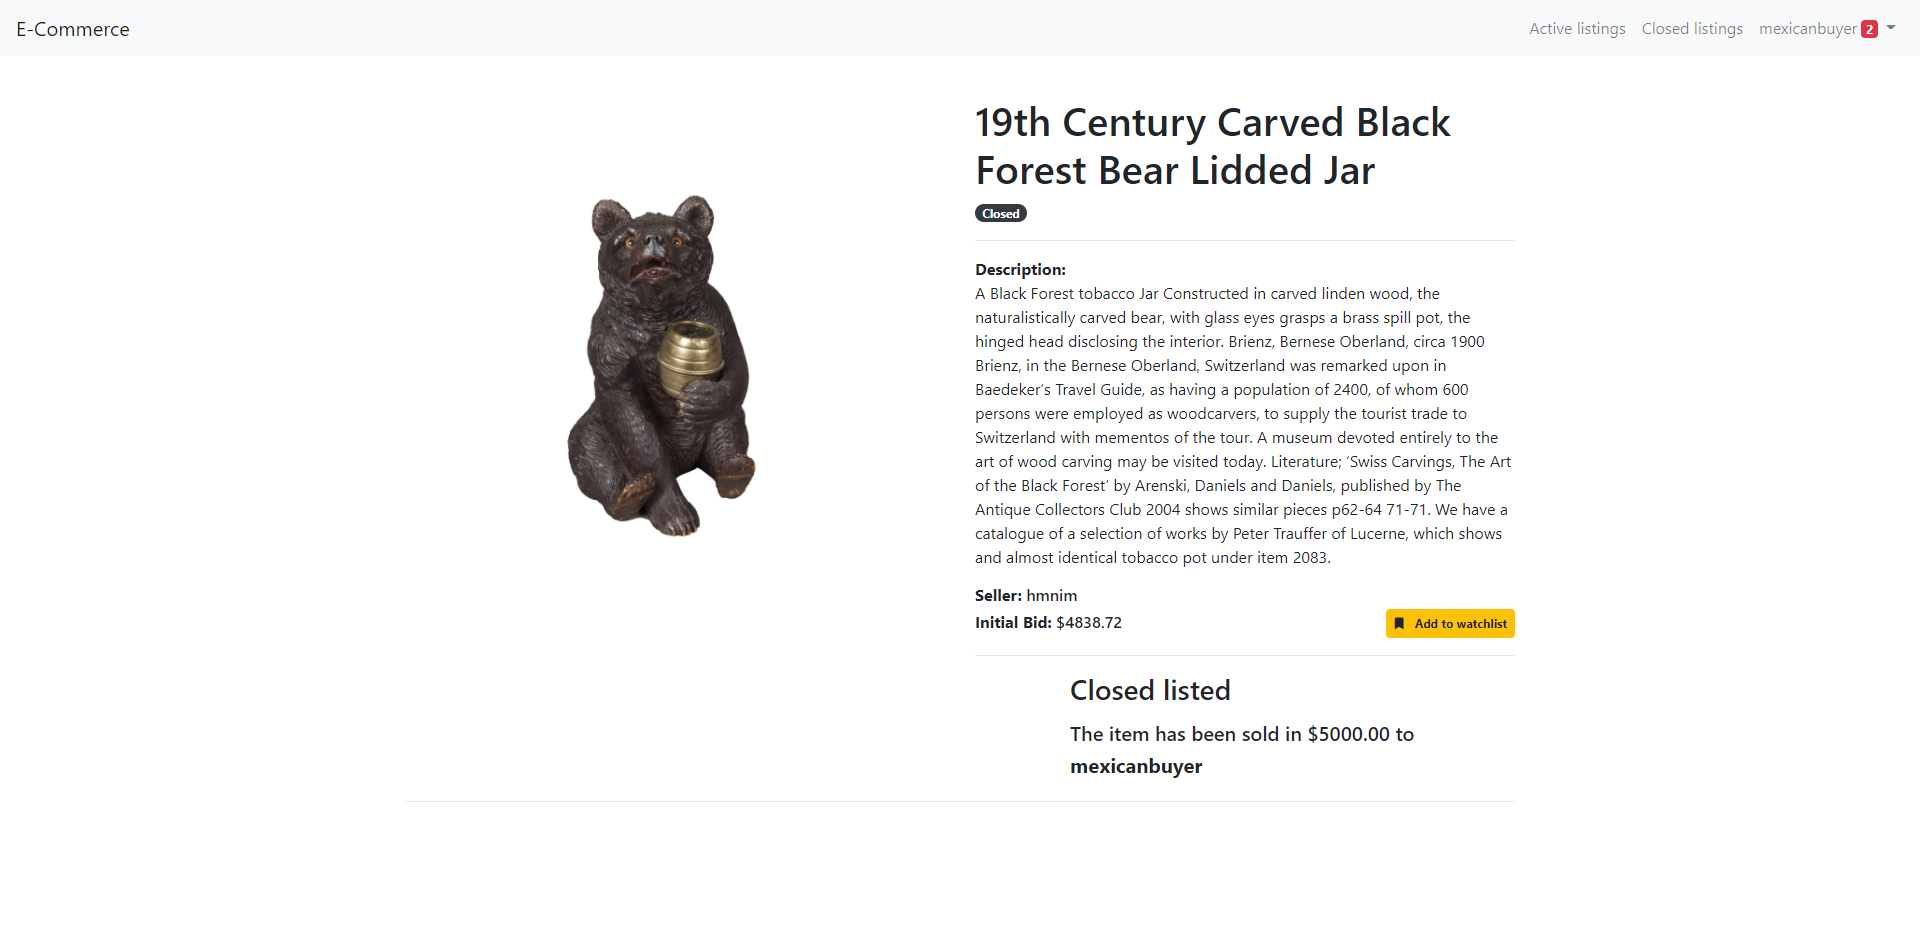 E-Commerce
Active listings
Closed listings
mexicanbuyer 2
19th Century Carved Black
Forest Bear Lidded Jar
Closed
Description:
A Black Forest tobacco Jar Constructed in carved linden wood, the
naturalistically carved bear, with glass eyes grasps a brass spill pot, the
hinged head disclosing the interior. Brienz, Bernese Oberland, circa 1900
Brienz, in the Bernese Oberland, Switzerland was remarked upon in
Baedeker’s Travel Guide, as having a population of 2400, of whom 600
persons were employed as woodcarvers, to supply the tourist trade to
Switzerland with mementos of the tour. A museum devoted entirely to the
art of wood carving may be visited today. Literature; ‘Swiss Carvings, The Art
of the Black Forest’ by Arenski, Daniels and Daniels, published by The
Antique Collectors Club 2004 shows similar pieces p62-64 71-71. We have a
catalogue of a selection of works by Peter Trauffer of Lucerne, which shows
and almost identical tobacco pot under item 2083.
Seller: hmnim
Initial Bid: $4838.72
Add to watchlist
Closed listed
The item has been sold in $5000.00 to
mexicanbuyer